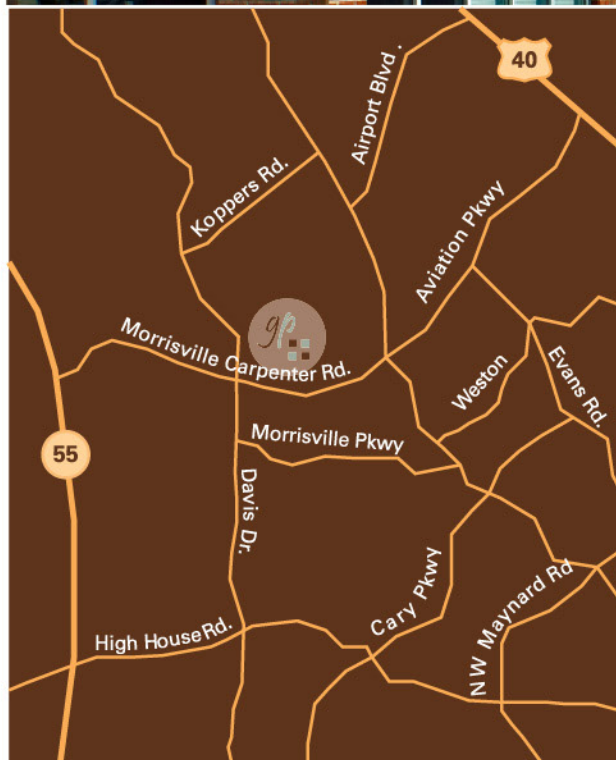 40
Airport Blvd.
Koppers Rd.
Aviation Pkwy
gp
Morrisville Carpenter Rd.
Weston
Evans Rd.
Morrisville Pkwy
55
Davis Dr.
Cary Pkwy
NW Maynard Rd
High House Rd.